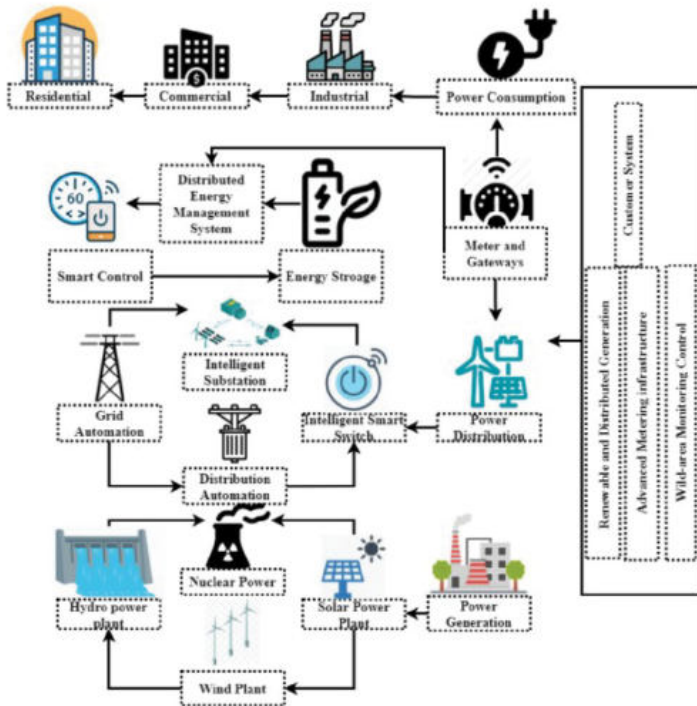 Residential
Commercial
Industrial
Power Consumption
60
Distributed
Energy
Management
System
Meter and
Gateways
Smart Control
Energy Stroage
Intelligent
Substation
Grid
Automation
Intelligent Smart
Switch
Power
Distribution
Distribution
Automation
Nuclear Power
Hydro power
plant
Solar Power
Plant
Power
Generation
Wind Plant
Customer System
Renewable and Distributed Generation
Advanced Metering infrastructure
Wild-area Monitoring Control